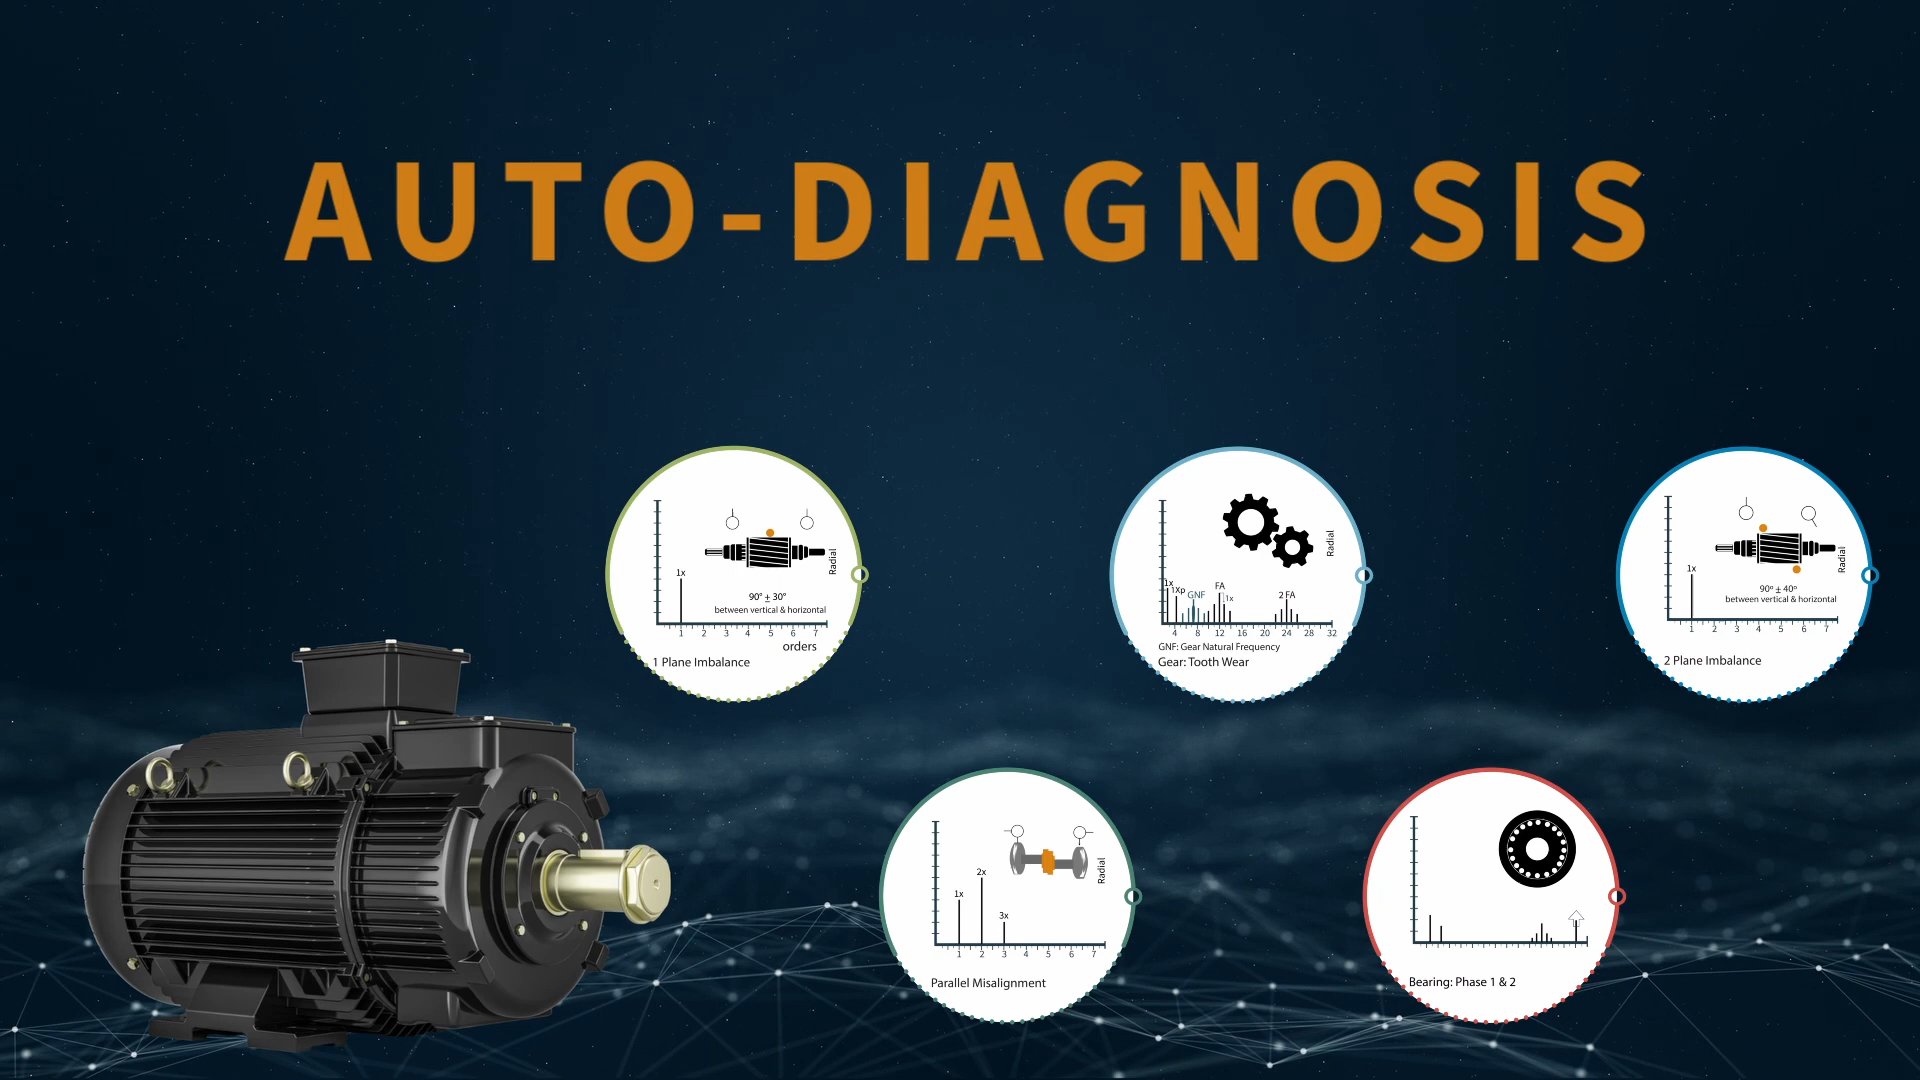 AUTO-DIAGNOSIS
1x
Radial
90° ± 30°
between vertical & horizontal
1 2 3 4 5 6 7
orders
1 Plane Imbalance
Radial
1x
1Xp
GNF
FA
1x
2 FA
4 8 12 16 20 24 28 32
GNF: Gear Natural Frequency
Gear: Tooth Wear
Radial
1x
90º ± 40º
between vertical & horizontal
1 2 3 4 5 6 7
2 Plane Imbalance
Radial
2x
1x
3x
1 2 3 4 5 6 7
Parallel Misalignment
Bearing: Phase 1 & 2